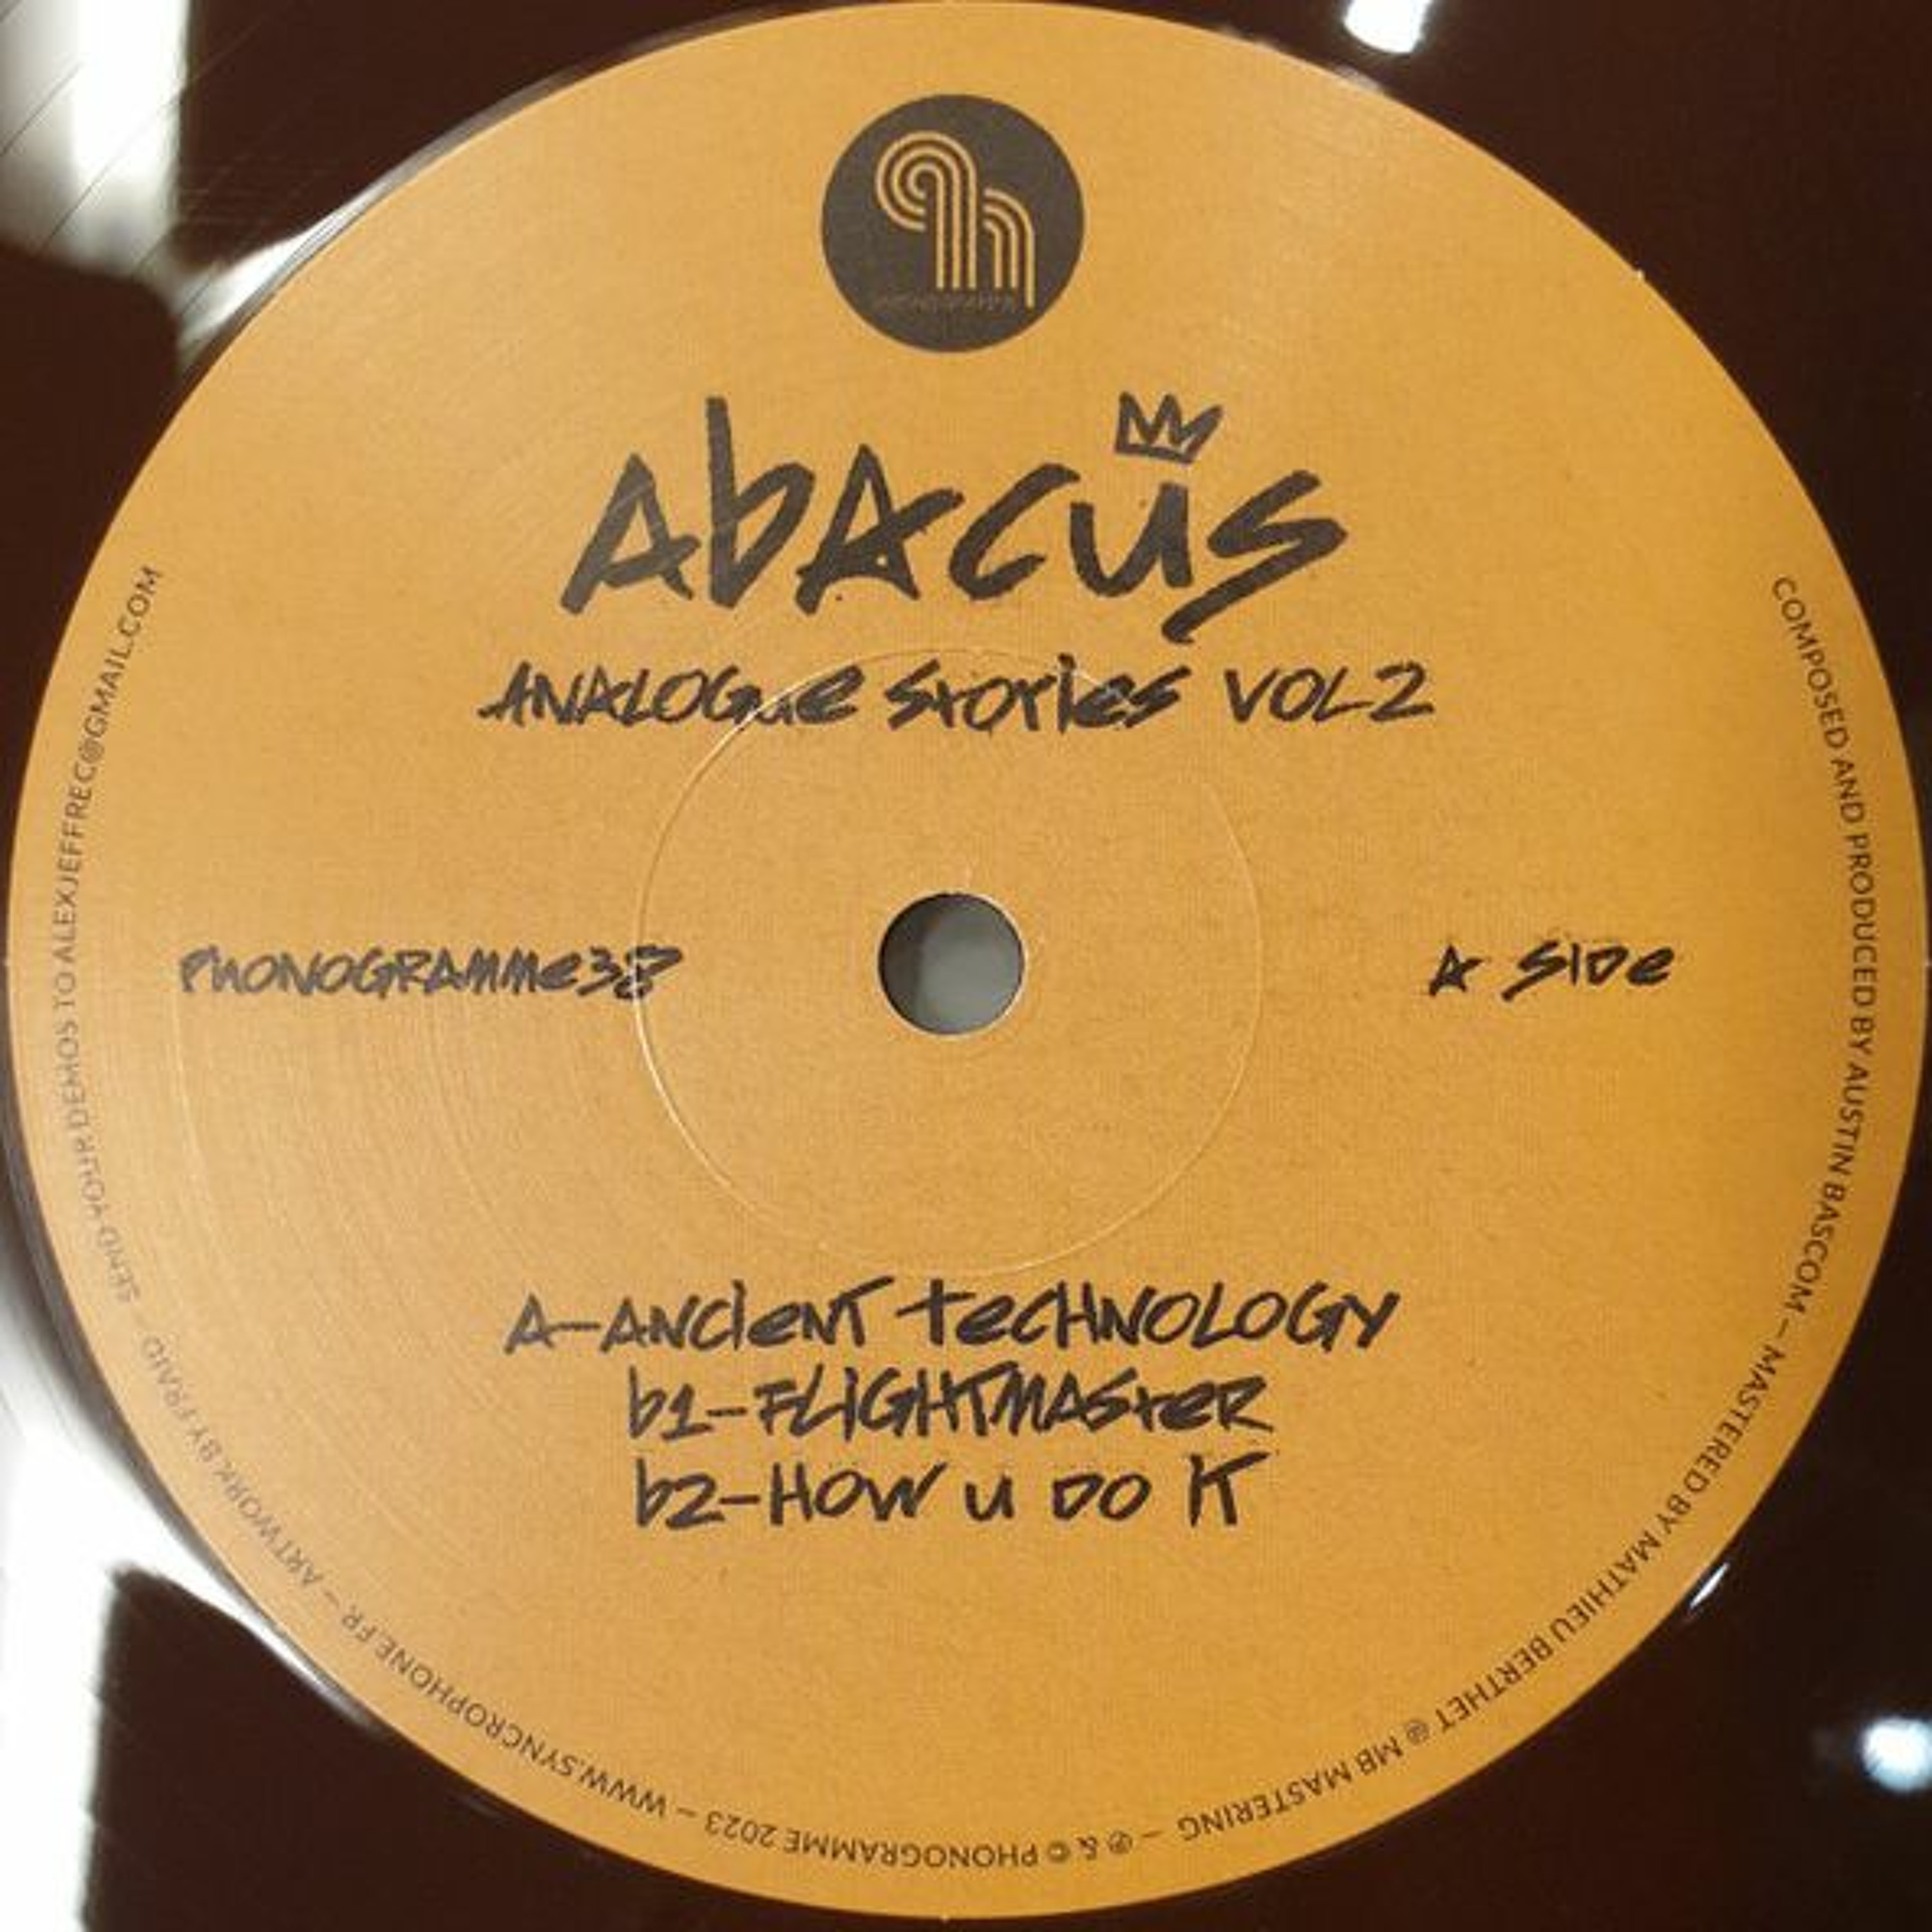 AbAcus
ANALOGue Stories VOL2
PHONOGRAMMe38
A Side
A-Ancient Technology
b1-Flightmaster
b2-How u do it
COMPOSED AND PRODUCED BY AUSTIN BASCOM – MASTERED BY MATHIEU BERTHET @ MB MASTERING – ℗ & © PHONOGRAMME 2023 – WWW.SYNCROPHONE.FR – ARTWORK BY FRAID – SEND YOUR DEMOS TO ALEXJEFFREC@GMAIL.COM